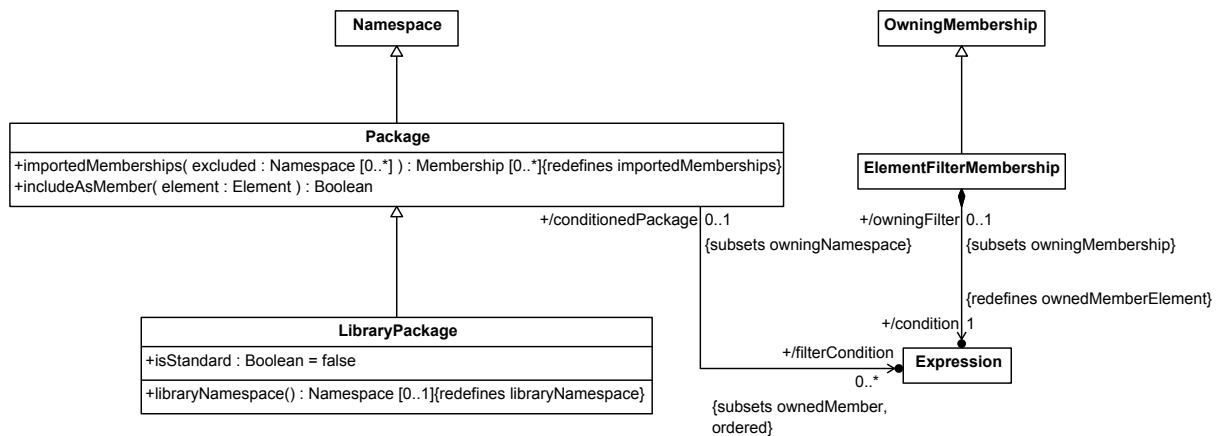 Namespace
OwningMembership
Package
+importedMemberships( excluded : Namespace [0..*] ) : Membership [0..*]{redefines importedMemberships}
+includeAsMember( element : Element ) : Boolean
ElementFilterMembership
+/conditionedPackage 0..1
{subsets owningNamespace}
+/owningFilter 0..1
{subsets owningMembership}
{redefines ownedMemberElement}
+/condition 1
LibraryPackage
+isStandard : Boolean = false
+libraryNamespace() : Namespace [0..1]{redefines libraryNamespace}
+/filterCondition
0..*
{subsets ownedMember,
ordered}
Expression